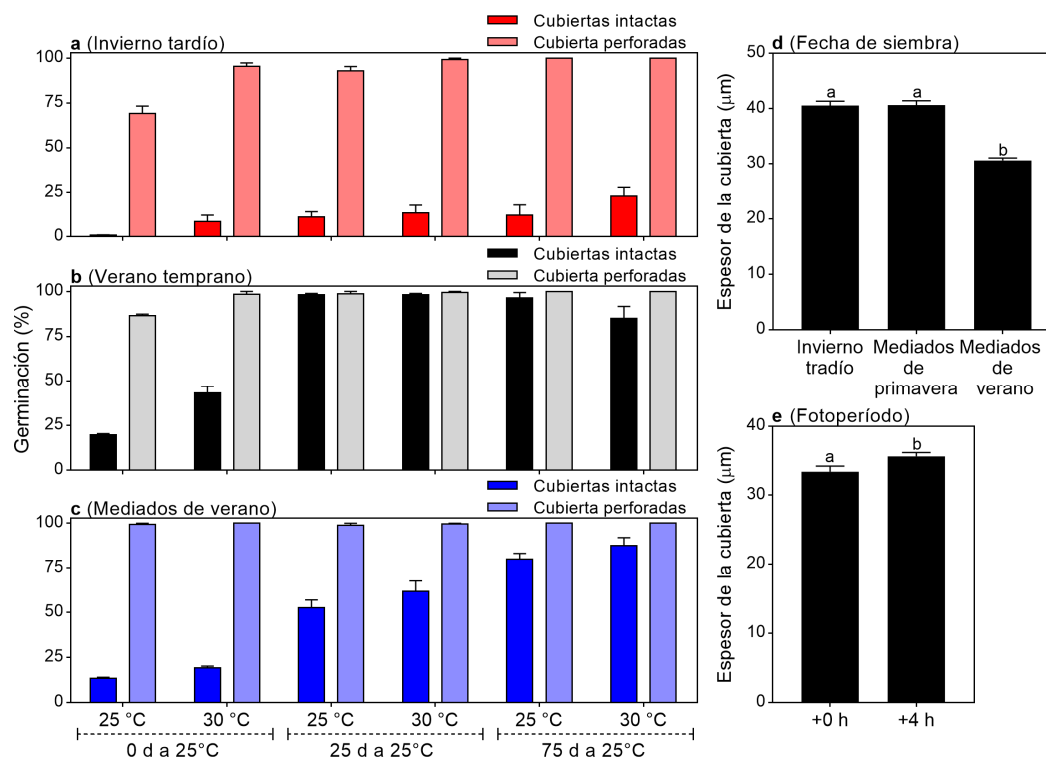 Cubiertas intactas
a (Invierno tardío)
Cubierta perforadas
100
75
50
25
0
Cubiertas intactas
b (Verano temprano)
Cubierta perforadas
100
75
50
25
0
Germinación (%)
Cubiertas intactas
c (Mediados de verano)
Cubierta perforadas
100
75
50
25
0
25 °C 30 °C 25 °C 30 °C 25 °C 30 °C
0 d a 25°C 25 d a 25°C 75 d a 25°C
d (Fecha de siembra)
50
40
30
20
10
0
Espesor de la cubierta (μm)
a a b
Invierno Mediados Mediados
tradío de de
primavera verano
e (Fotoperíodo)
40
30
20
10
0
Espesor de la cubierta (μm)
a b
+0 h +4 h